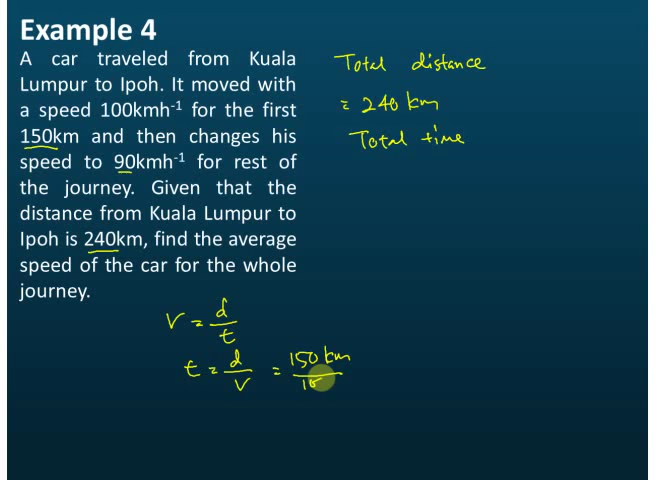 Example 4
A car traveled from Kuala
Lumpur to Ipoh. It moved with
a speed 100kmh⁻¹ for the first
150km and then changes his
speed to 90kmh⁻¹ for rest of
the journey. Given that the
distance from Kuala Lumpur to
Ipoh is 240km, find the average
speed of the car for the whole
journey.
Total distance
= 240 km
Total time
v = d/t
t = d/v = 150 km/10